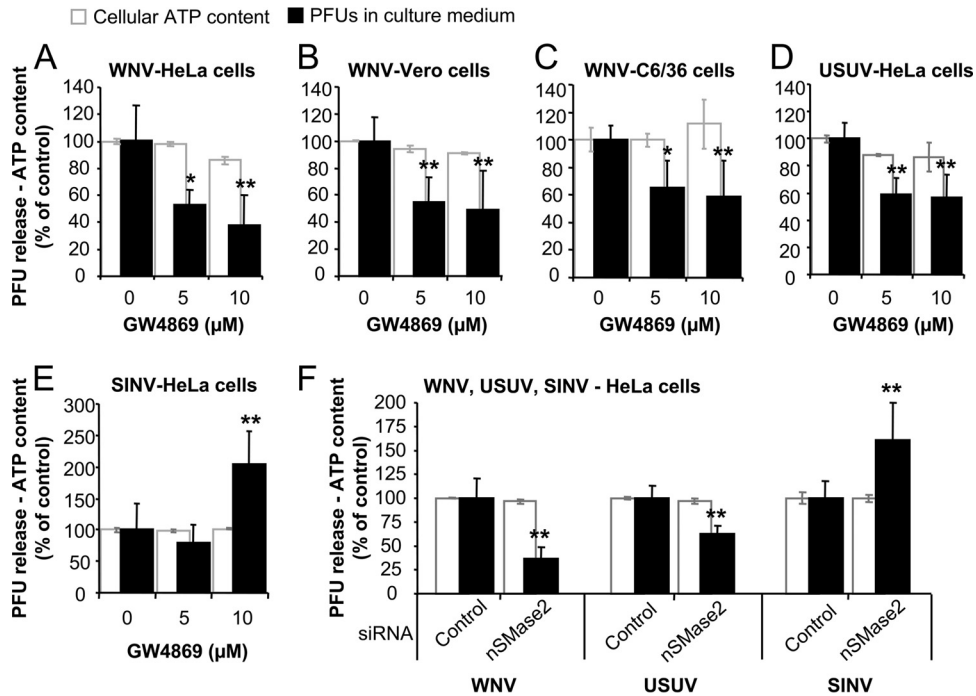 Cellular ATP content PFUs in culture medium
A WNV-HeLa cells
B WNV-Vero cells
C WNV-C6/36 cells
D USUV-HeLa cells
PFU release - ATP content
(% of control)
140
120
100
80
60
40
20
0
* **
0 5 10
GW4869 (µM)
140
120
100
80
60
40
20
0
** **
0 5 10
GW4869 (µM)
140
120
100
80
60
40
20
0
* **
0 5 10
GW4869 (µM)
140
120
100
80
60
40
20
0
** **
0 5 10
GW4869 (µM)
E SINV-HeLa cells
PFU release - ATP content
(% of control)
300
250
200
150
100
50
0
**
0 5 10
GW4869 (µM)
F WNV, USUV, SINV - HeLa cells
PFU release - ATP content
(% of control)
200
175
150
125
100
75
50
25
0
** ** **
siRNA Control nSMase2 Control nSMase2 Control nSMase2
WNV USUV SINV